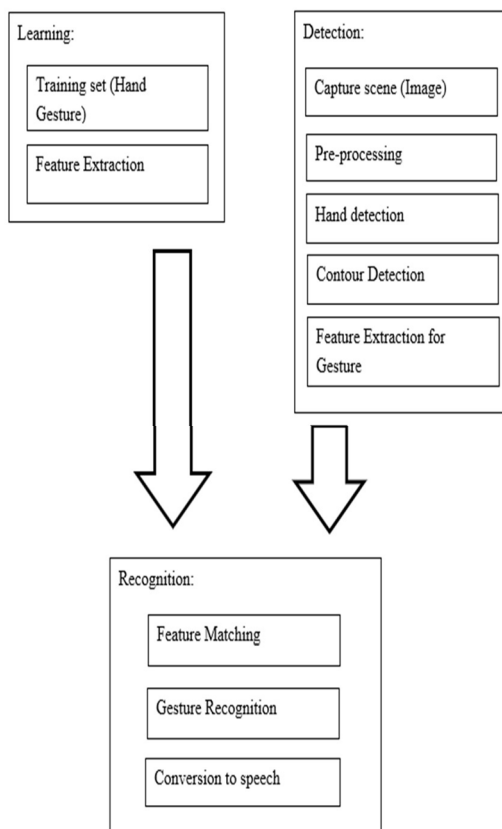 Learning:
Training set (Hand
Gesture)
Feature Extraction
Detection:
Capture scene (Image)
Pre-processing
Hand detection
Contour Detection
Feature Extraction for
Gesture
Recognition:
Feature Matching
Gesture Recognition
Conversion to speech